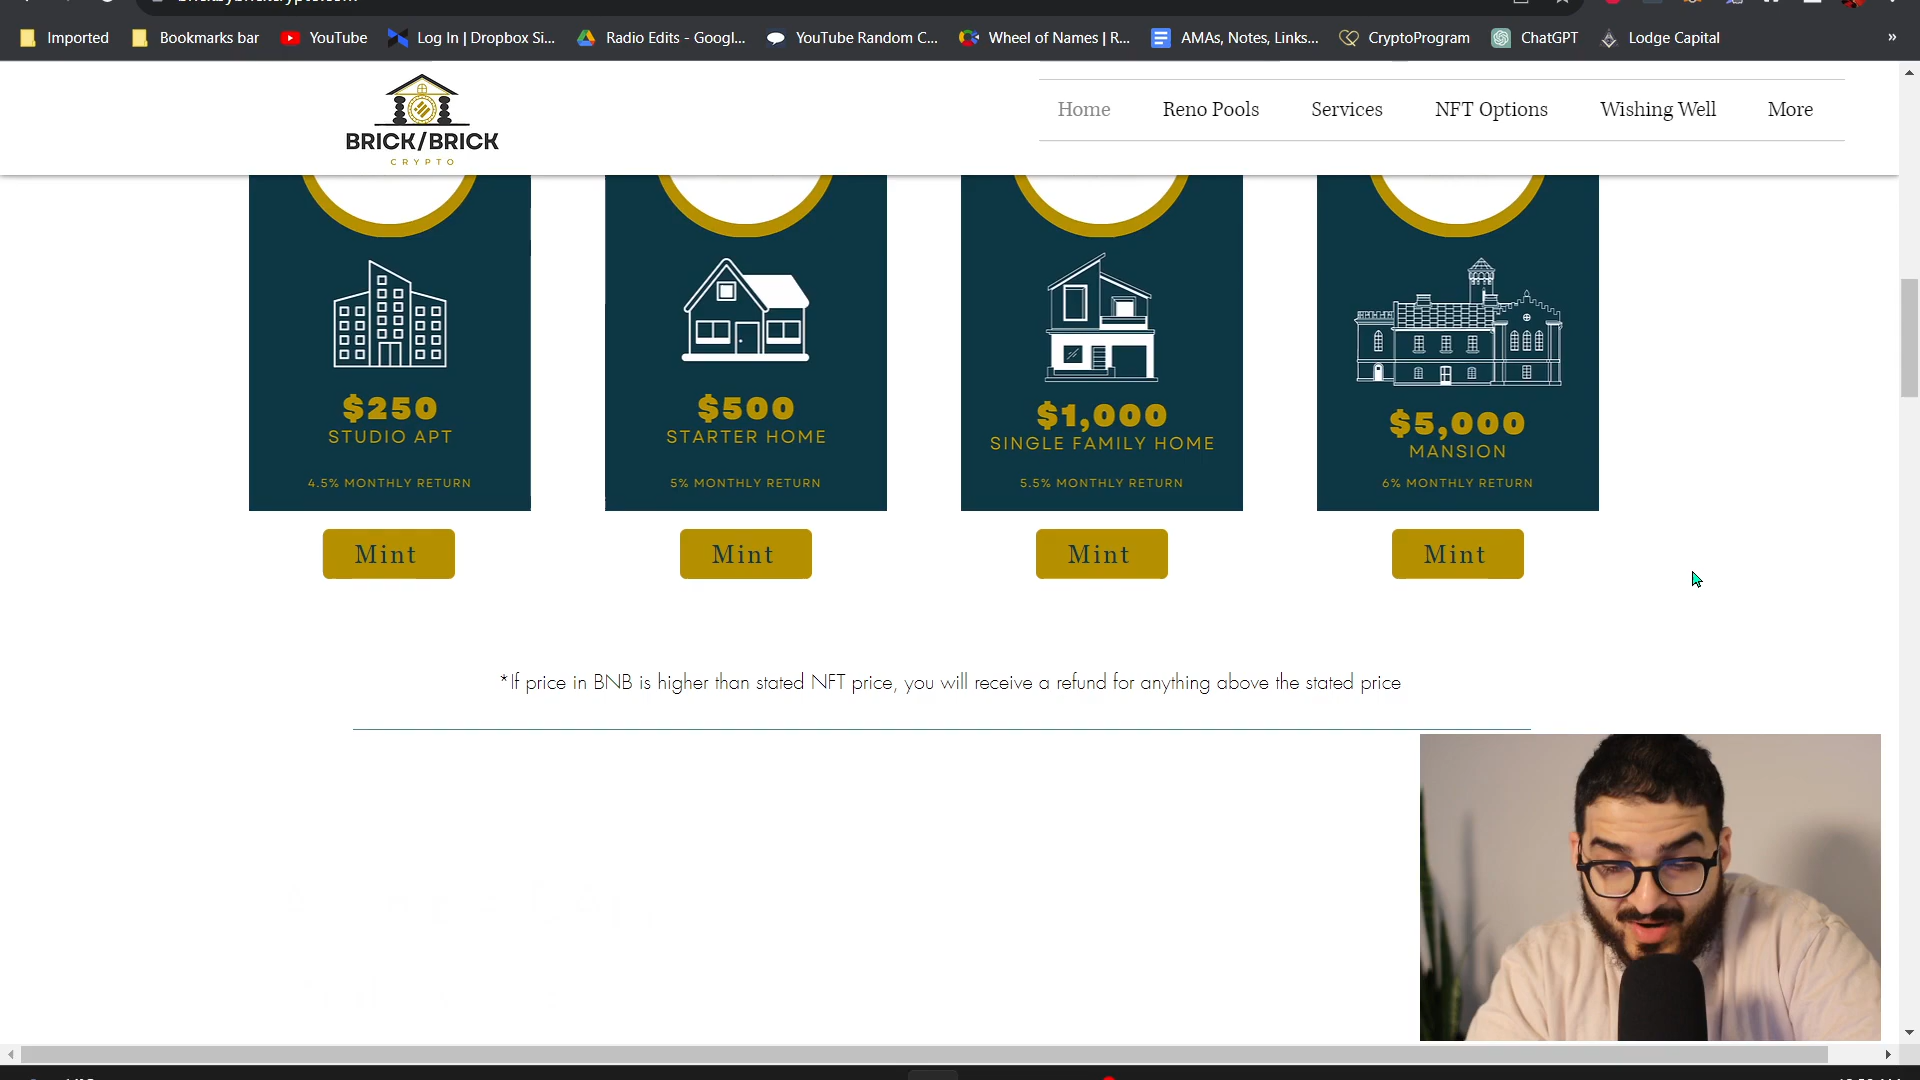 Imported
Bookmarks bar
YouTube
Log In | Dropbox Si...
Radio Edits - Googl...
YouTube Random C...
Wheel of Names | R...
AMAs, Notes, Links...
CryptoProgram
ChatGPT
Lodge Capital
»
BRICK/BRICK
CRYPTO
Home
Reno Pools
Services
NFT Options
Wishing Well
More
$250
STUDIO APT
4.5% MONTHLY RETURN
Mint
$500
STARTER HOME
5% MONTHLY RETURN
Mint
$1,000
SINGLE FAMILY HOME
5.5% MONTHLY RETURN
Mint
$5,000
MANSION
6% MONTHLY RETURN
Mint
*If price in BNB is higher than stated NFT price, you will receive a refund for anything above the stated price